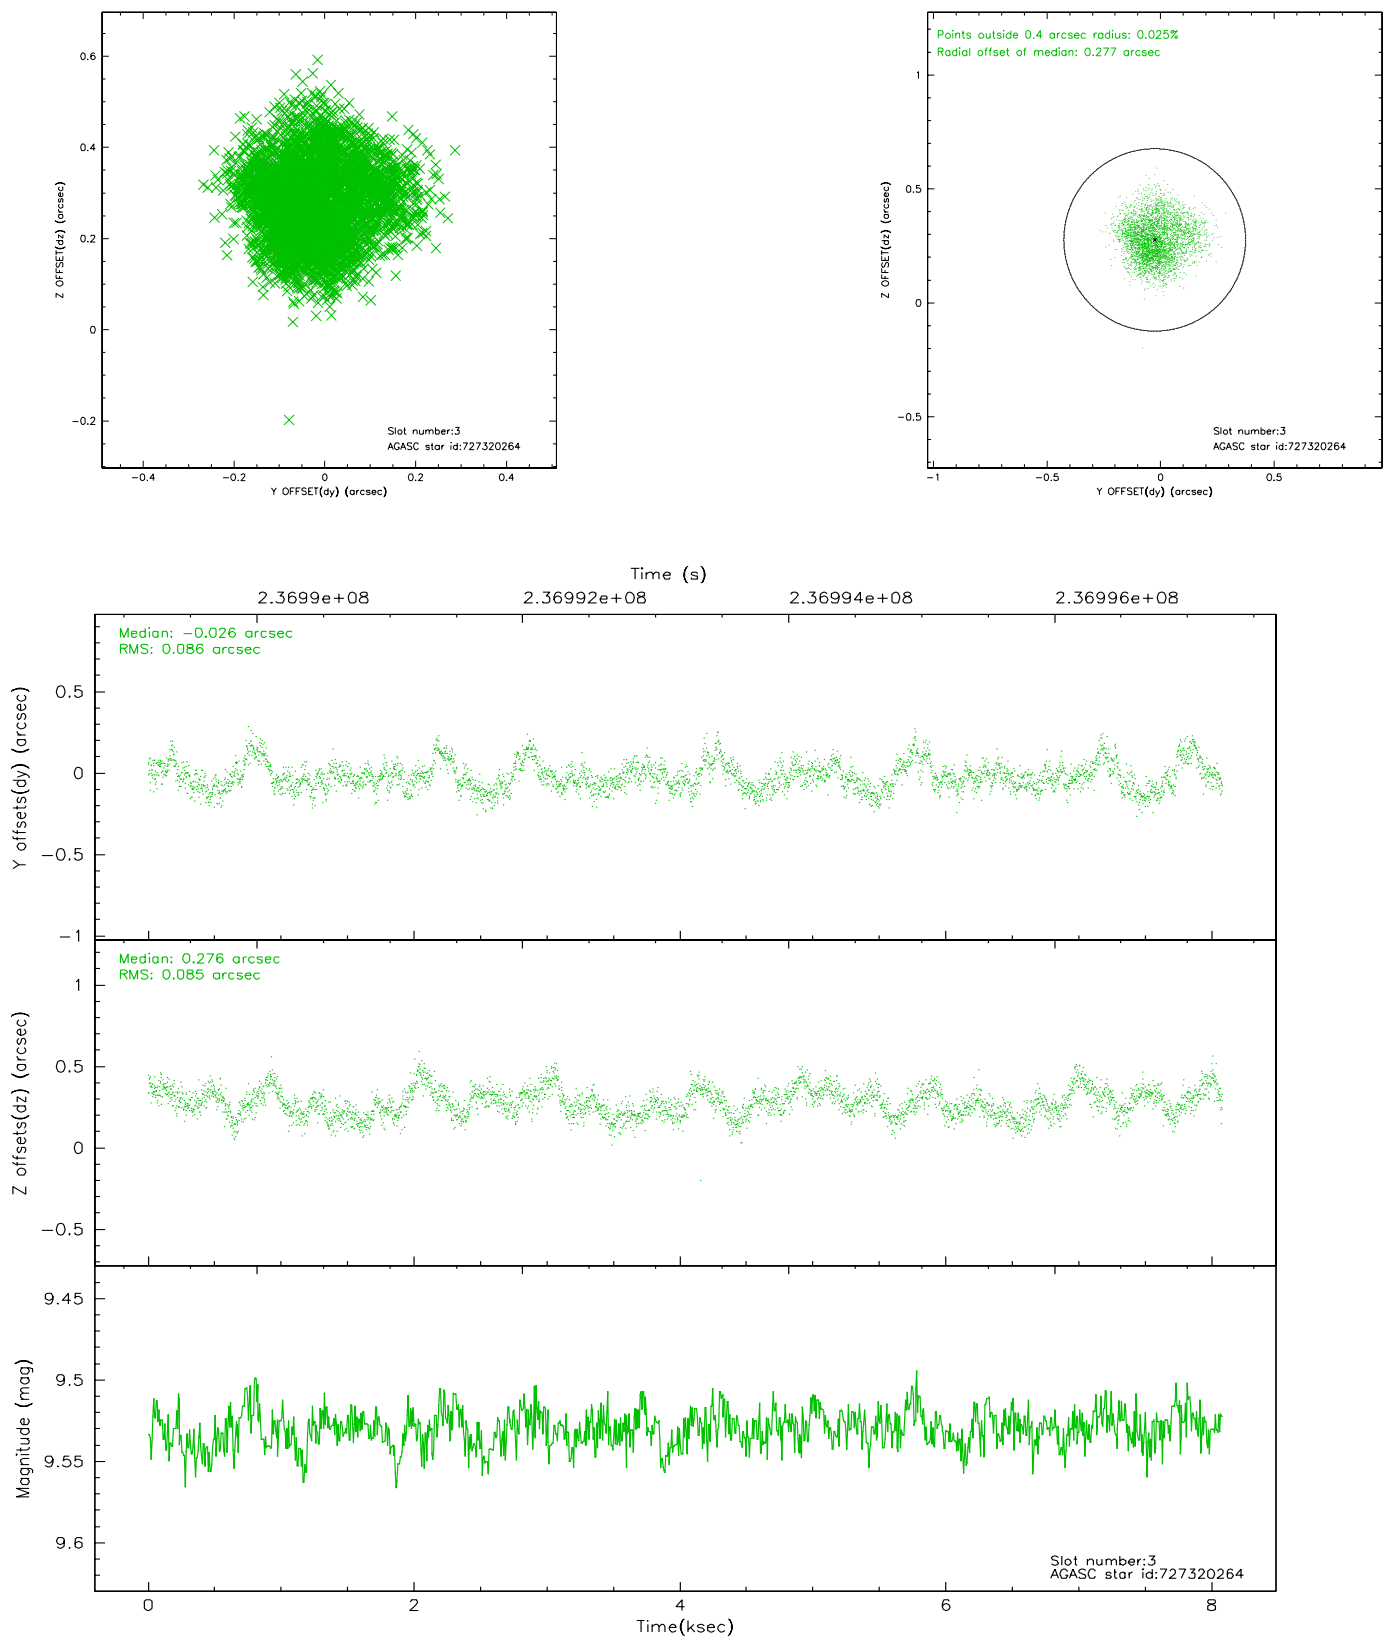 0.6
0.4
0.2
0
−0.2
Z OFFSET(dz) (arcsec)
Slot number:3
AGASC star id:727320264
−0.4
−0.2
0
0.2
0.4
Y OFFSET(dy) (arcsec)
Points outside 0.4 arcsec radius: 0.025%
Radial offset of median: 0.277 arcsec
1
0.5
0
−0.5
Z OFFSET(dz) (arcsec)
Slot number:3
AGASC star id:727320264
−1
−0.5
0
0.5
Y OFFSET(dy) (arcsec)
Time (s)
2.3699e+08
2.36992e+08
2.36994e+08
2.36996e+08
Median: −0.026 arcsec
RMS: 0.086 arcsec
0.5
0
−0.5
−1
Y offsets(dy) (arcsec)
Median: 0.276 arcsec
RMS: 0.085 arcsec
1
0.5
0
−0.5
Z offsets(dz) (arcsec)
9.45
9.5
9.55
9.6
Magnitude (mag)
Slot number:3
AGASC star id:727320264
0
2
4
6
8
Time(ksec)